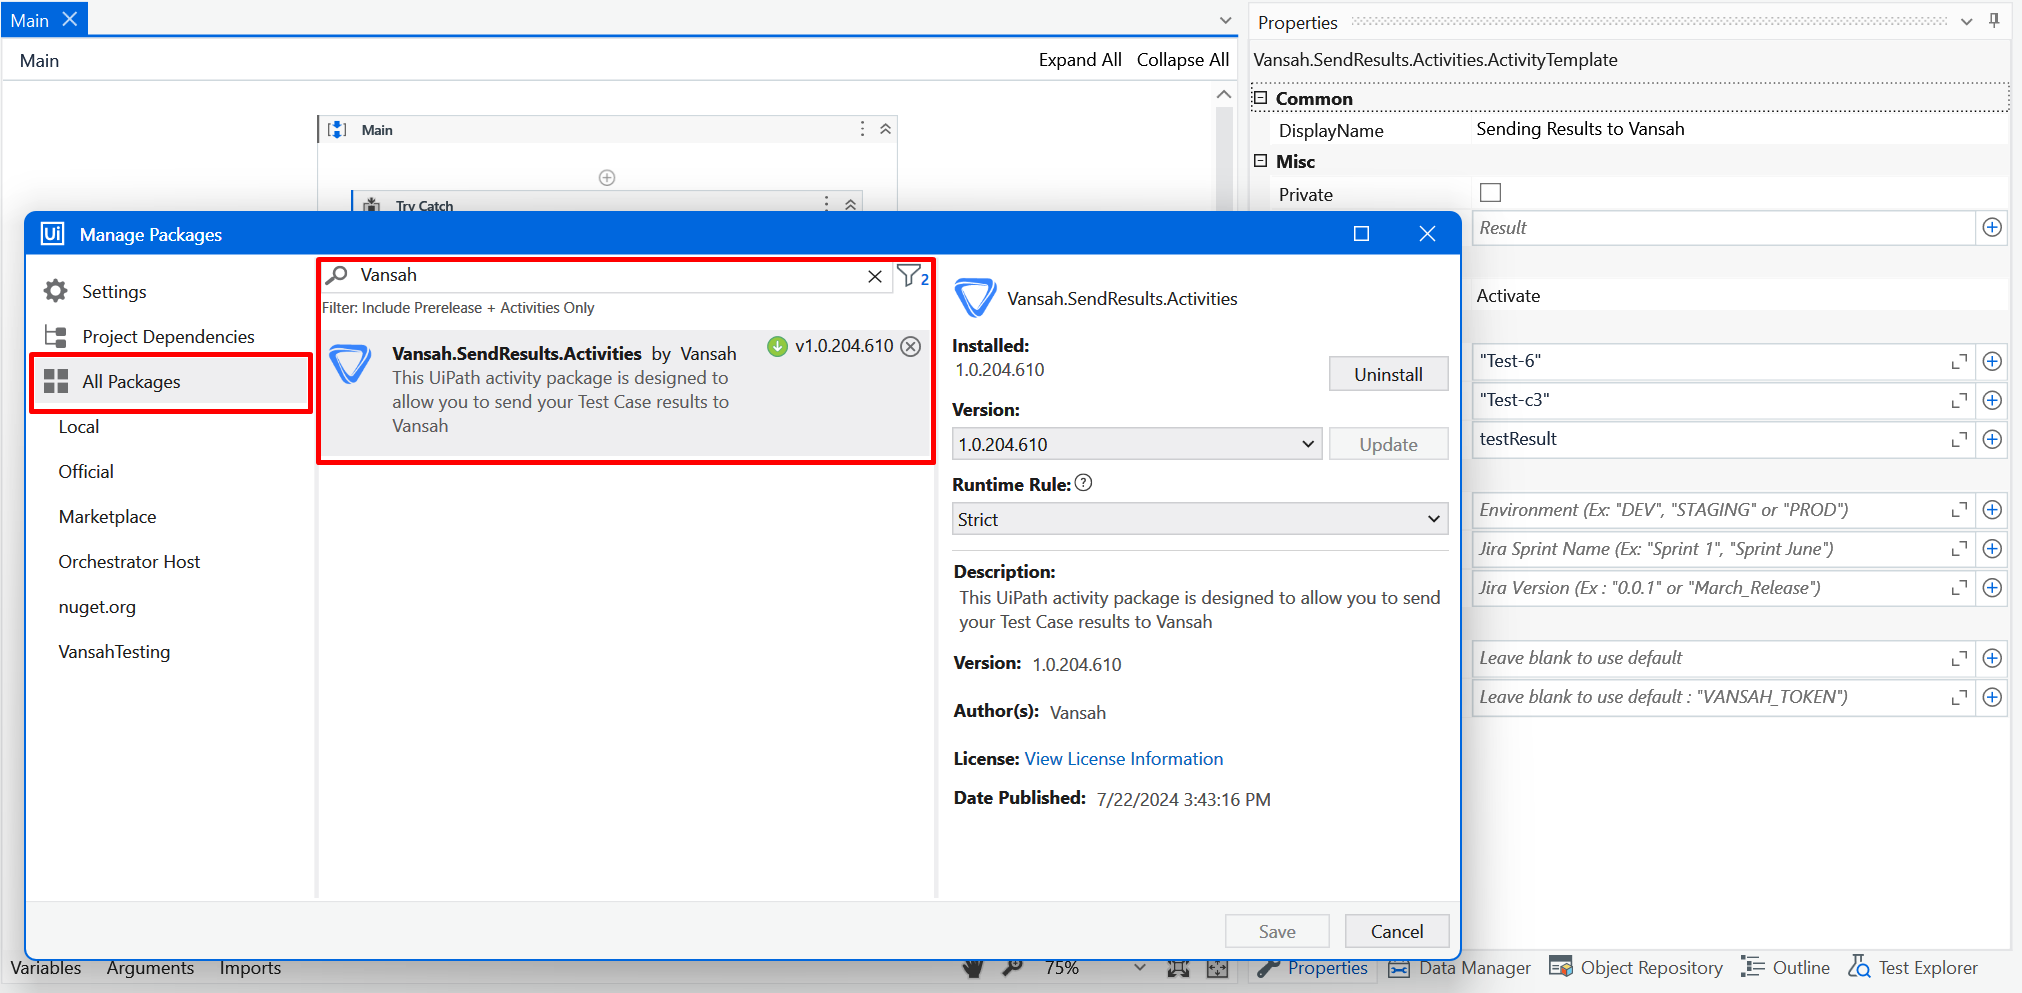 Main
Main
Expand All Collapse All
Main
Try Catch
Ui Manage Packages
Settings
Project Dependencies
All Packages
Local
Official
Marketplace
Orchestrator Host
nuget.org
VansahTesting
Vansah
2
Filter: Include Prerelease + Activities Only
Vansah.SendResults.Activities by Vansah
v1.0.204.610
This UiPath activity package is designed to
allow you to send your Test Case results to
Vansah
Vansah.SendResults.Activities
Installed:
1.0.204.610
Uninstall
Version:
1.0.204.610
Update
Runtime Rule: ?
Strict
Description:
This UiPath activity package is designed to allow you to send
your Test Case results to Vansah
Version: 1.0.204.610
Author(s): Vansah
License: View License Information
Date Published: 7/22/2024 3:43:16 PM
Save Cancel
Properties
Vansah.SendResults.Activities.ActivityTemplate
Common
DisplayName Sending Results to Vansah
Misc
Private
Result
Activate
"Test-6"
"Test-c3"
testResult
Environment (Ex: "DEV", "STAGING" or "PROD")
Jira Sprint Name (Ex: "Sprint 1", "Sprint June")
Jira Version (Ex : "0.0.1" or "March_Release")
Leave blank to use default
Leave blank to use default : "VANSAH_TOKEN")
Variables Arguments Imports
75%
Properties Data Manager Object Repository Outline Test Explorer